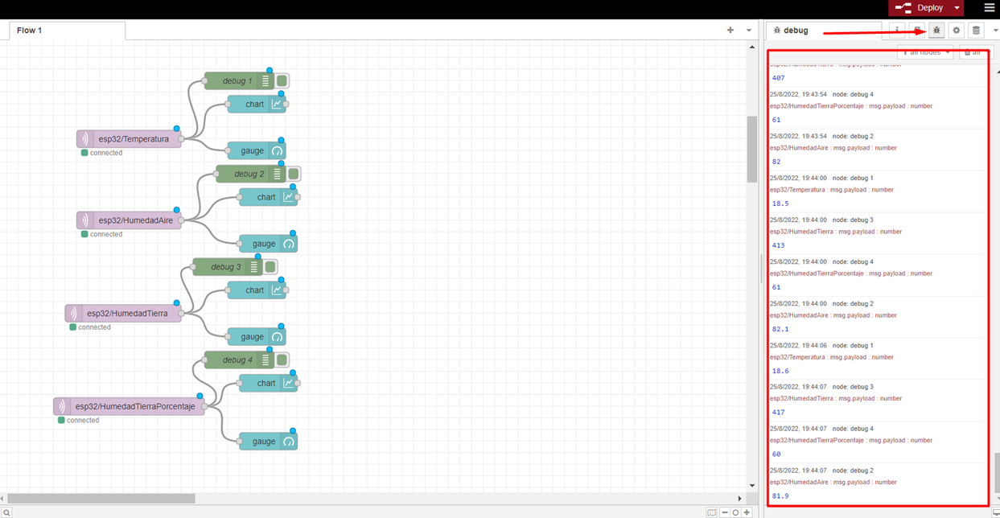 Deploy
Flow 1
debug
i
all nodes
all
debug 1
chart
esp32/Temperatura
connected
gauge
debug 2
chart
esp32/HumedadAire
connected
gauge
debug 3
chart
esp32/HumedadTierra
connected
gauge
debug 4
chart
esp32/HumedadTierraPorcentaje
connected
gauge
esp32/HumedadTierra : msg.payload : number
407
25/8/2022, 19:43:54 node: debug 4
esp32/HumedadTierraPorcentaje : msg.payload : number
61
25/8/2022, 19:43:54 node: debug 2
esp32/HumedadAire : msg.payload : number
82
25/8/2022, 19:44:00 node: debug 1
esp32/Temperatura : msg.payload : number
18.5
25/8/2022, 19:44:00 node: debug 3
esp32/HumedadTierra : msg.payload : number
413
25/8/2022, 19:44:00 node: debug 4
esp32/HumedadTierraPorcentaje : msg.payload : number
61
25/8/2022, 19:44:00 node: debug 2
esp32/HumedadAire : msg.payload : number
82.1
25/8/2022, 19:44:06 node: debug 1
esp32/Temperatura : msg.payload : number
18.6
25/8/2022, 19:44:07 node: debug 3
esp32/HumedadTierra : msg.payload : number
417
25/8/2022, 19:44:07 node: debug 4
esp32/HumedadTierraPorcentaje : msg.payload : number
60
25/8/2022, 19:44:07 node: debug 2
esp32/HumedadAire : msg.payload : number
81.9